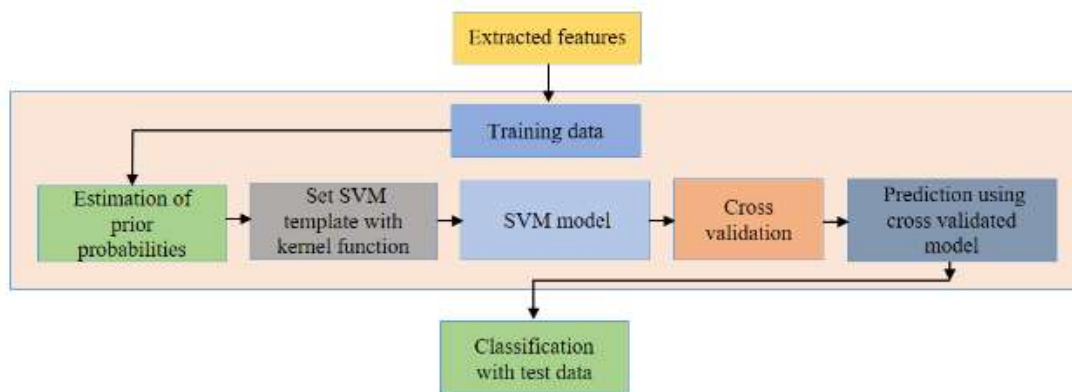 Extracted features
Training data
Estimation of
prior
probabilities
Set SVM
template with
kernel function
SVM model
Cross
validation
Prediction using
cross validated
model
Classification
with test data